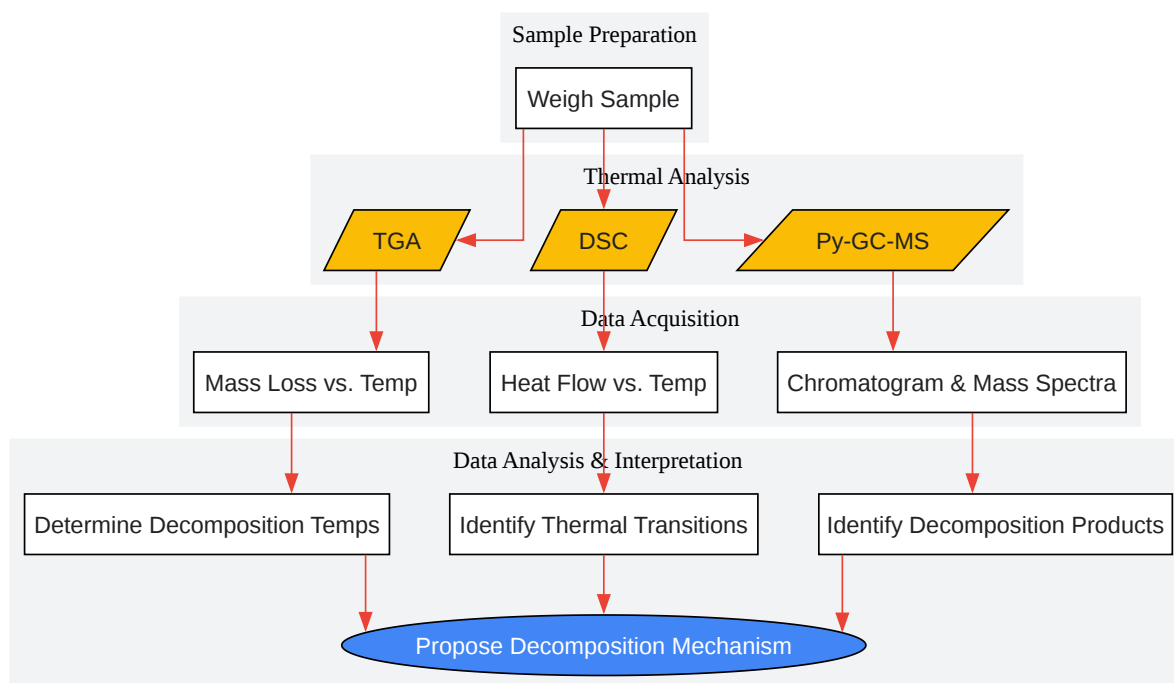 Sample Preparation
Weigh Sample
Thermal Analysis
TGA
DSC
Py-GC-MS
Data Acquisition
Mass Loss vs. Temp
Heat Flow vs. Temp
Chromatogram & Mass Spectra
Data Analysis & Interpretation
Determine Decomposition Temps
Identify Thermal Transitions
Identify Decomposition Products
Propose Decomposition Mechanism